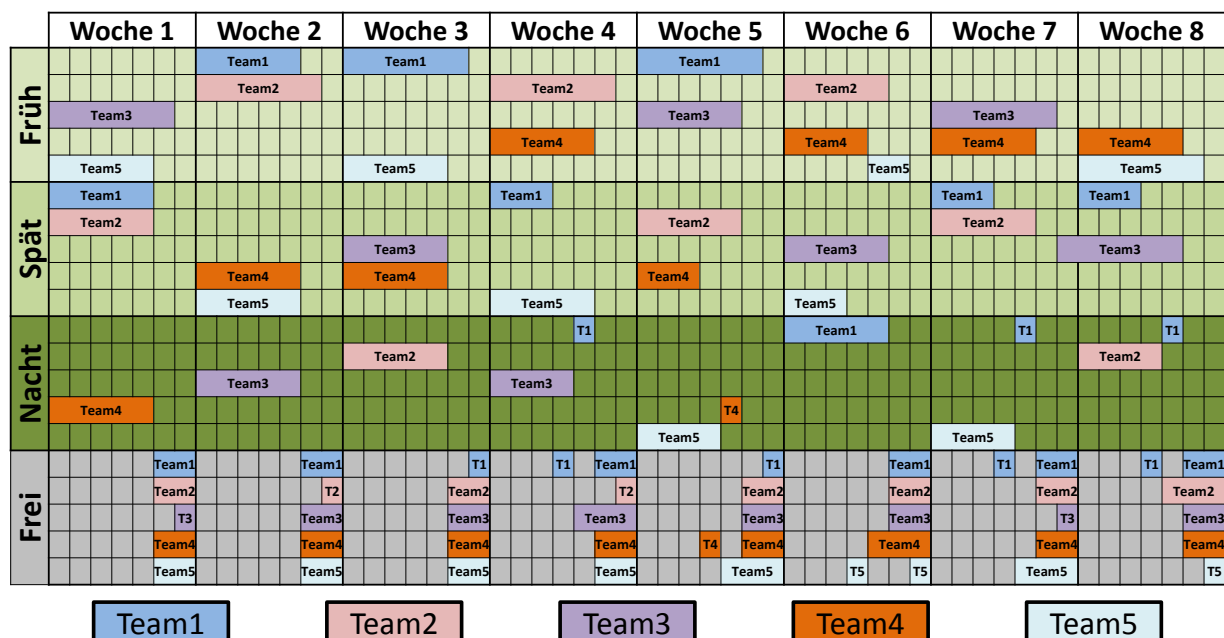 Woche 1 Woche 2 Woche 3 Woche 4 Woche 5 Woche 6 Woche 7 Woche 8
Früh
Team1 Team1 Team1
Team2 Team2 Team2
Team3 Team3 Team3
Team4 Team4 Team4 Team4
Team5 Team5 Team5 Team5
Spät
Team1 Team1 Team1 Team1
Team2 Team2 Team2
Team3 Team3 Team3
Team4 Team4 Team4
Team5 Team5 Team5
Nacht
T1 Team1 T1 T1
Team2 Team2
Team3 Team3
Team4 T4
Team5 Team5
Frei
Team1 Team1 T1 T1 Team1 T1 Team1 T1 Team1 T1 Team1
Team2 T2 Team2 T2 Team2 Team2 Team2 Team2
T3 Team3 Team3 Team3 Team3 Team3 T3 Team3
Team4 Team4 Team4 Team4 T4 Team4 Team4 Team4 Team4
Team5 Team5 Team5 Team5 Team5 T5 T5 Team5 T5
Team1 Team2 Team3 Team4 Team5